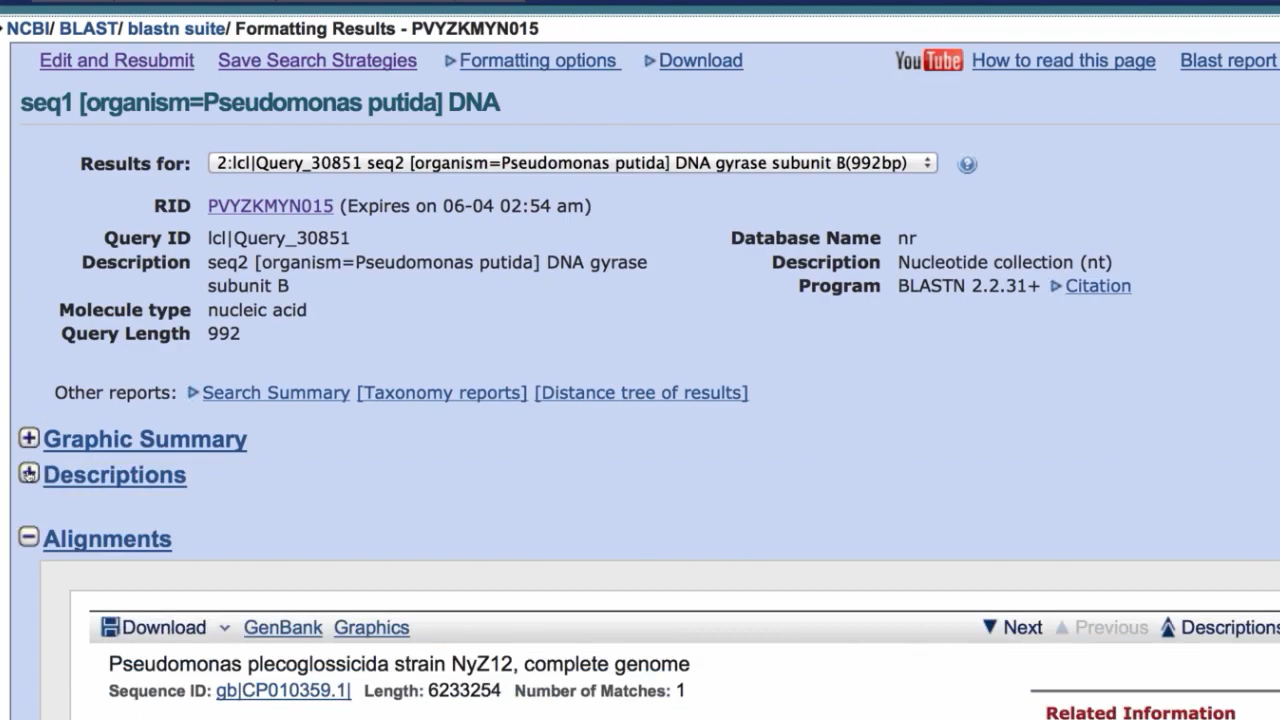 NCBI/ BLAST/ blastn suite/ Formatting Results - PVYZKMYN015
Edit and Resubmit Save Search Strategies Formatting options Download YouTube How to read this page Blast report
seq1 [organism=Pseudomonas putida] DNA
Results for: 2:lcl|Query_30851 seq2 [organism=Pseudomonas putida] DNA gyrase subunit B(992bp) ?
RID PVYZKMYN015 (Expires on 06-04 02:54 am)
Query ID lcl|Query_30851 Database Name nr
Description seq2 [organism=Pseudomonas putida] DNA gyrase Description Nucleotide collection (nt)
subunit B Program BLASTN 2.2.31+ Citation
Molecule type nucleic acid
Query Length 992
Other reports: Search Summary [Taxonomy reports] [Distance tree of results]
Graphic Summary
Descriptions
Alignments
Download GenBank Graphics Next Previous Descriptions
Pseudomonas plecoglossicida strain NyZ12, complete genome
Sequence ID: gb|CP010359.1| Length: 6233254 Number of Matches: 1
Related Information